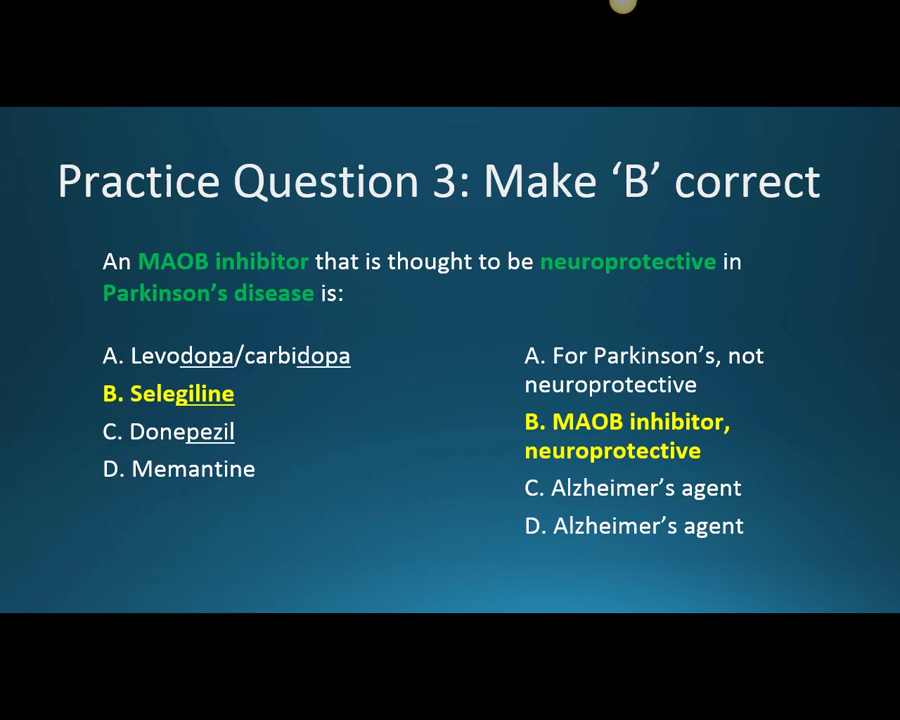 Practice Question 3: Make ‘B’ correct
An MAOB inhibitor that is thought to be neuroprotective in
Parkinson’s disease is:
A. Levodopa/carbidopa
B. Selegiline
C. Donepezil
D. Memantine
A. For Parkinson’s, not
neuroprotective
B. MAOB inhibitor,
neuroprotective
C. Alzheimer’s agent
D. Alzheimer’s agent